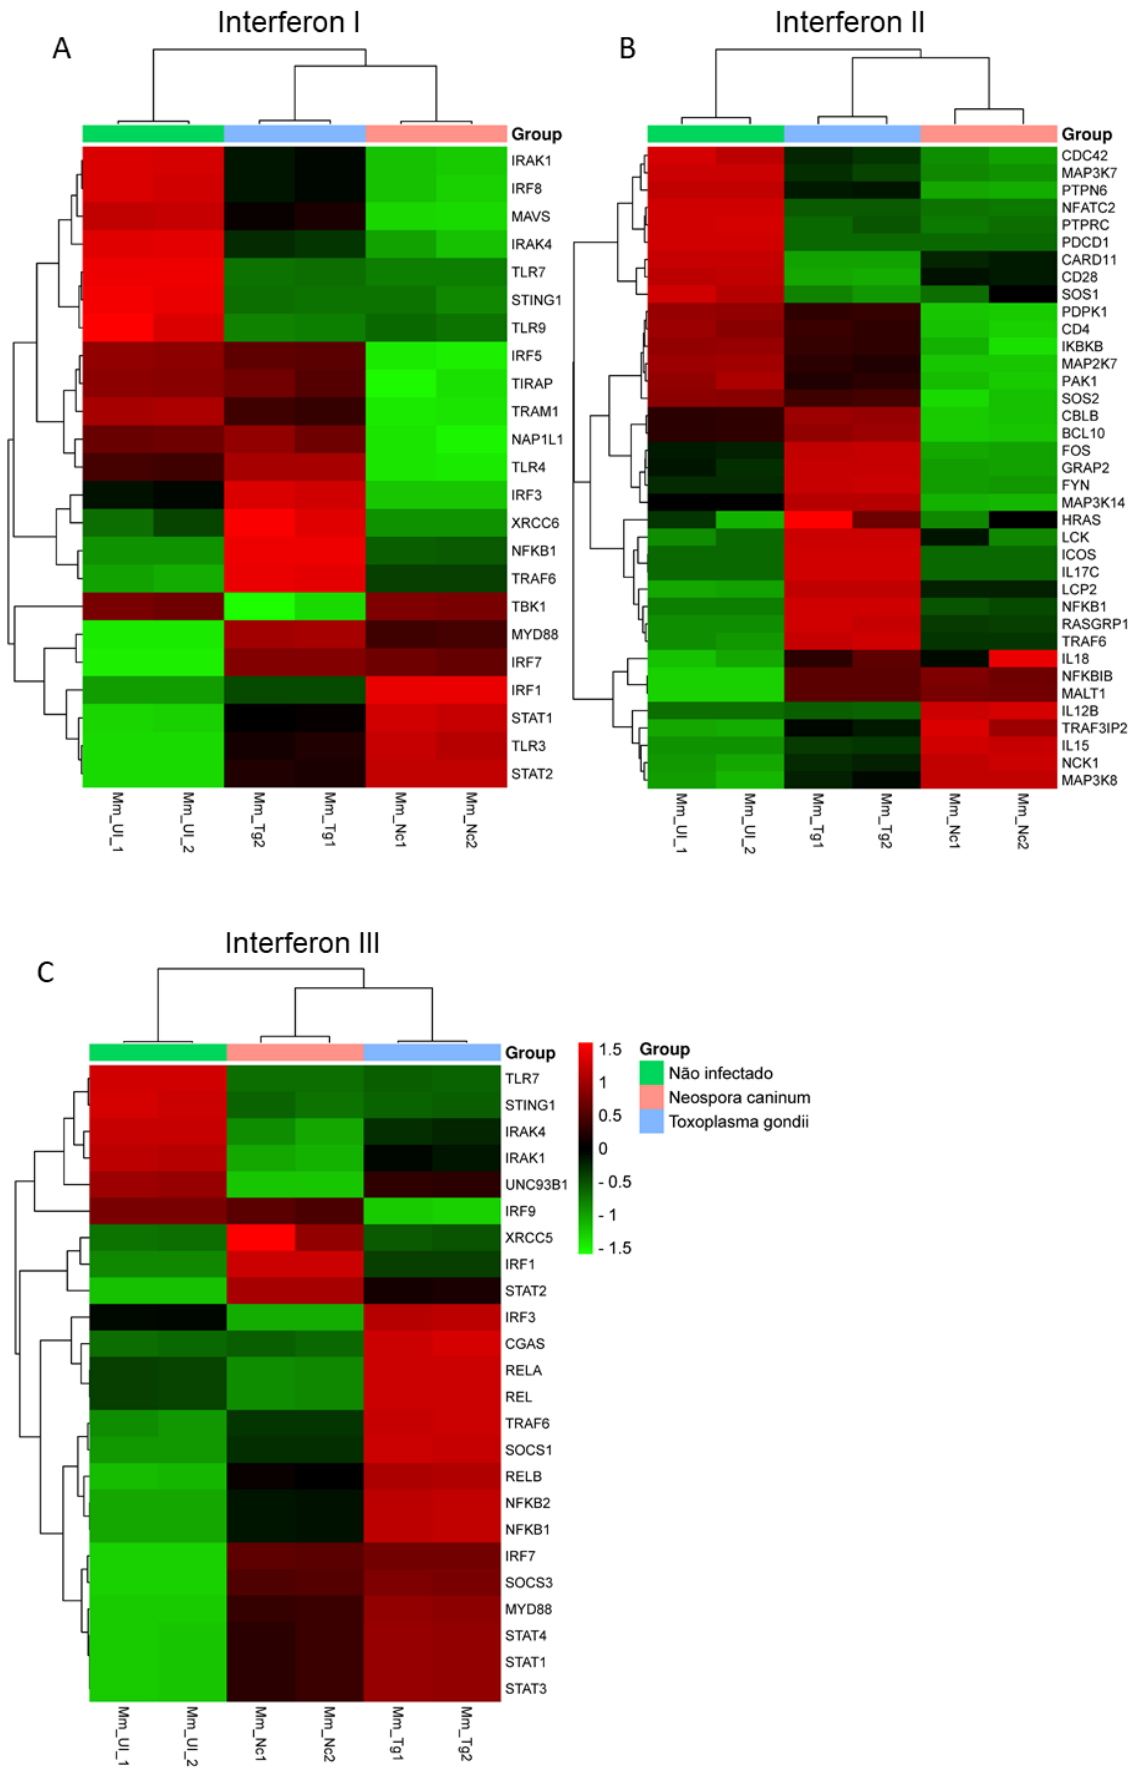 Interferon I
A
Group
IRAK1
IRF8
MAVS
IRAK4
TLR7
STING1
TLR9
IRF5
TIRAP
TRAM1
NAP1L1
TLR4
IRF3
XRCC6
NFKB1
TRAF6
TBK1
MYD88
IRF7
IRF1
STAT1
TLR3
STAT2
Mm_UI_1
Mm_UI_2
Mm_Tg2
Mm_Tg1
Mm_Nc1
Mm_Nc2
Interferon II
B
Group
CDC42
MAP3K7
PTPN6
NFATC2
PTPRC
PDCD1
CARD11
CD28
SOS1
PDPK1
CD4
IKBKB
MAP2K7
PAK1
SOS2
CBLB
BCL10
FOS
GRAP2
FYN
MAP3K14
HRAS
LCK
ICOS
IL17C
LCP2
NFKB1
RASGRP1
TRAF6
IL18
NFKBIB
MALT1
IL12B
TRAF3IP2
IL15
NCK1
MAP3K8
Mm_UI_1
Mm_UI_2
Mm_Tg1
Mm_Tg2
Mm_Nc1
Mm_Nc2
Interferon III
C
Group
TLR7
STING1
IRAK4
IRAK1
UNC93B1
IRF9
XRCC5
IRF1
STAT2
IRF3
CGAS
RELA
REL
TRAF6
SOCS1
RELB
NFKB2
NFKB1
IRF7
SOCS3
MYD88
STAT4
STAT1
STAT3
Mm_UI_1
Mm_UI_2
Mm_Nc1
Mm_Nc2
Mm_Tg1
Mm_Tg2
1.5
1
0.5
0
- 0.5
- 1
- 1.5
Group
Não infectado
Neospora caninum
Toxoplasma gondii